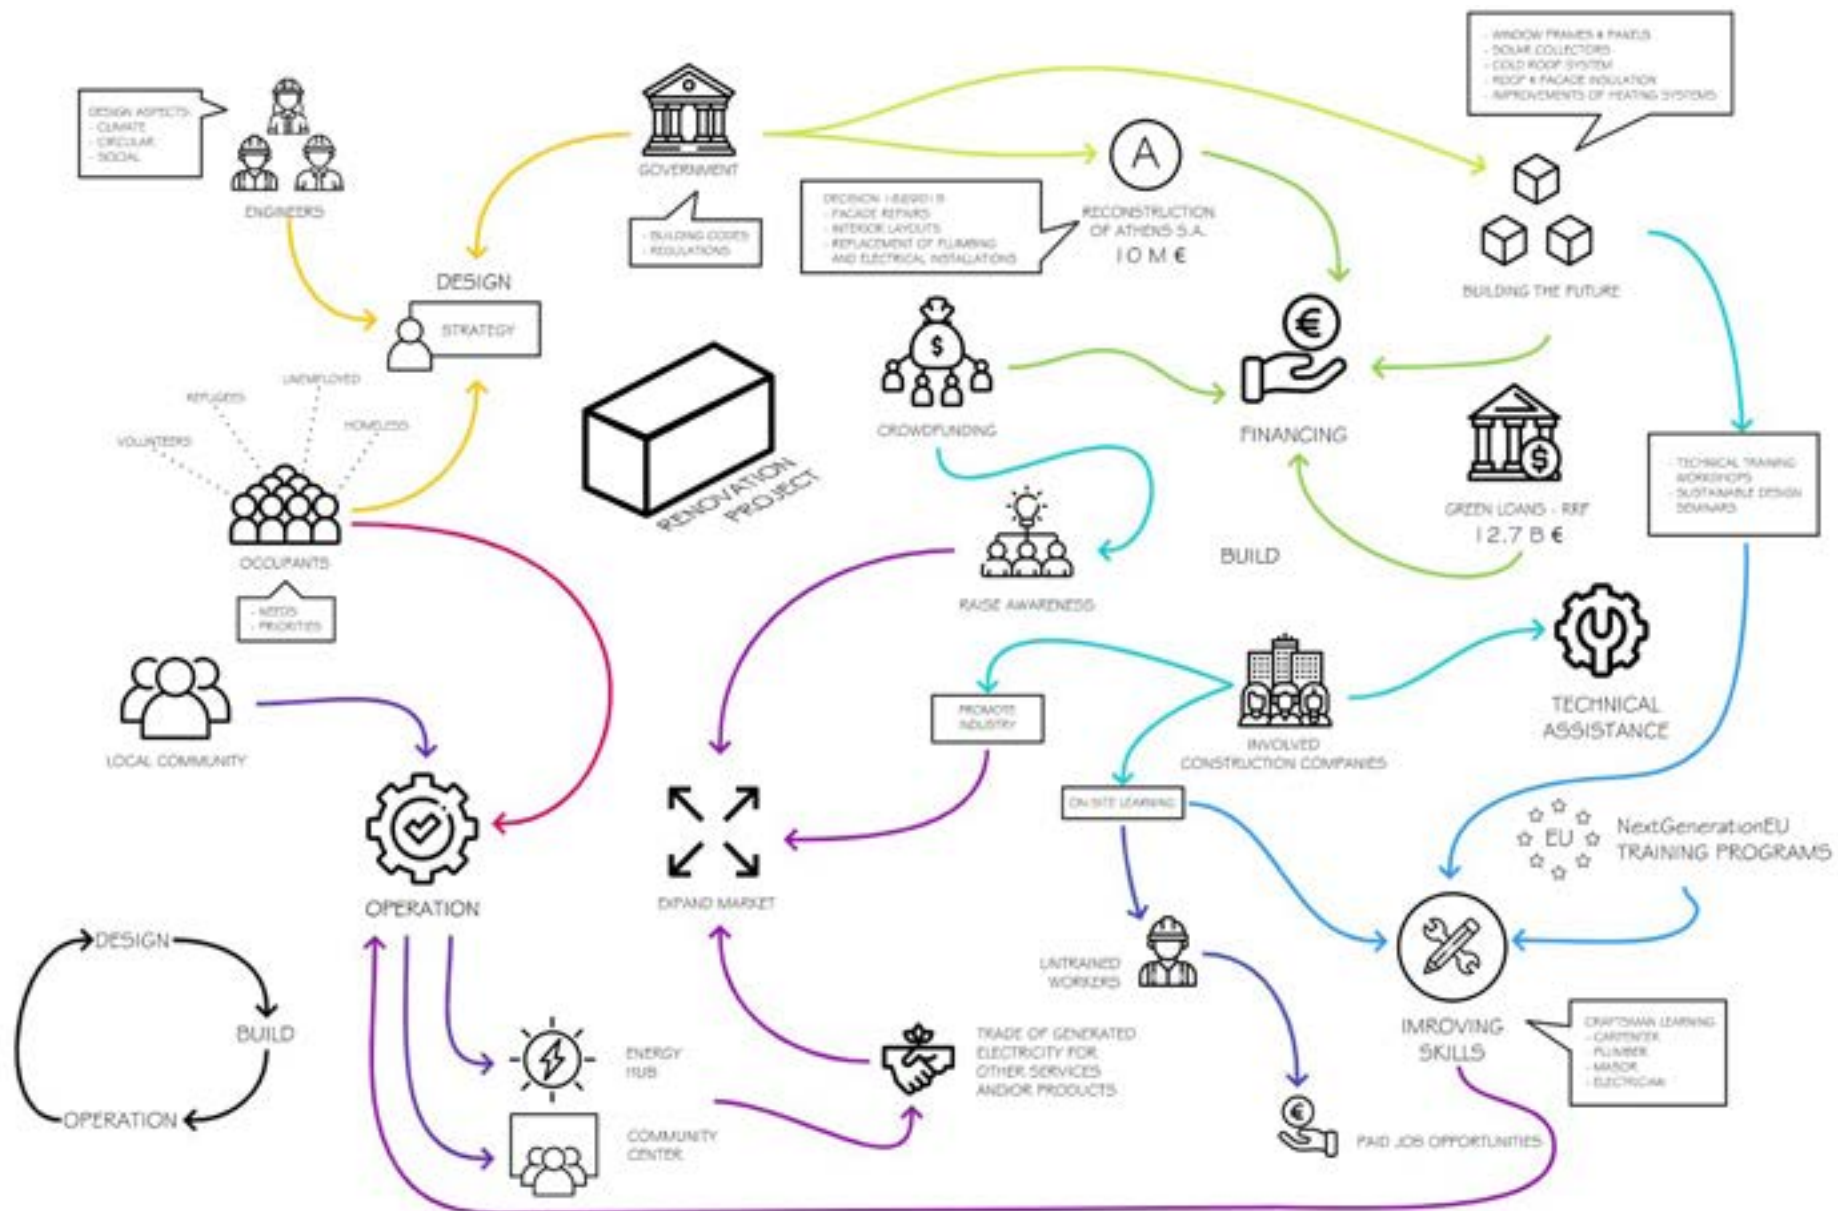 DESIGN ASPECTS:
- CLIMATE
- CIRCULAR
- SOCIAL
ENGINEERS
GOVERNMENT
- BUILDING CODES
- REGULATIONS
DECISION
- FACADE REPAIRS
- INTERIOR LAYOUTS
- REPLACEMENT OF PLUMBING
AND ELECTRICAL INSTALLATIONS
A
RECONSTRUCTION
OF ATHENS S.A.
10 M €
- WINDOW FRAMES & PANELS
- SOLAR COLLECTORS
- COLD ROOF SYSTEM
- ROOF & FACADE INSULATION
- IMPROVEMENTS OF HEATING SYSTEMS
BUILDING THE FUTURE
DESIGN
STRATEGY
UNEMPLOYED
REFUGEES
HOMELESS
VOLUNTEERS
OCCUPANTS
- NEEDS
- PRIORITIES
RENOVATION
PROJECT
$
CROWDFUNDING
€
FINANCING
$
GREEN LOANS - RRF
12.7 B €
- TECHNICAL TRAINING
WORKSHOPS
- SUSTAINABLE DESIGN
SEMINARS
BUILD
RAISE AWARENESS
LOCAL COMMUNITY
PROMOTE
INDUSTRY
INVOLVED
CONSTRUCTION COMPANIES
TECHNICAL
ASSISTANCE
ON-SITE LEARNING
EU
NextGenerationEU
TRAINING PROGRAMS
OPERATION
EXPAND MARKET
UNTRAINED
WORKERS
IMROVING
SKILLS
CRAFTSMAN LEARNING
- CARPENTER
- PLUMBER
- MASON
- ELECTRICIAN
DESIGN
BUILD
OPERATION
ENERGY
HUB
COMMUNITY
CENTER
TRADE OF GENERATED
ELECTRICITY FOR
OTHER SERVICES
AND/OR PRODUCTS
€
PAID JOB OPPORTUNITIES